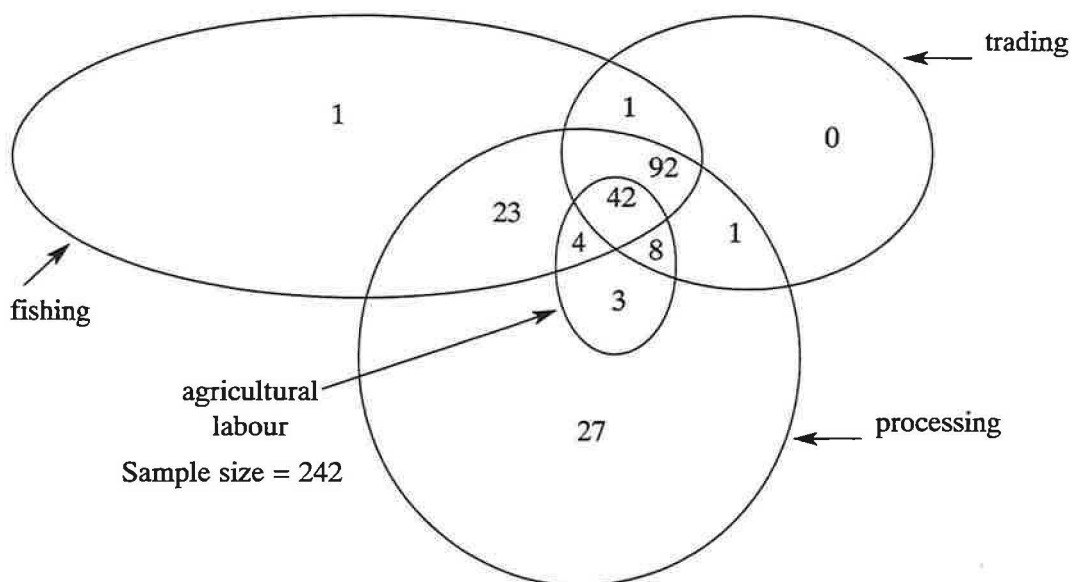 trading
1
1
0
92
42
23
1
4
8
fishing
3
agricultural
labour
27
processing
Sample size = 242